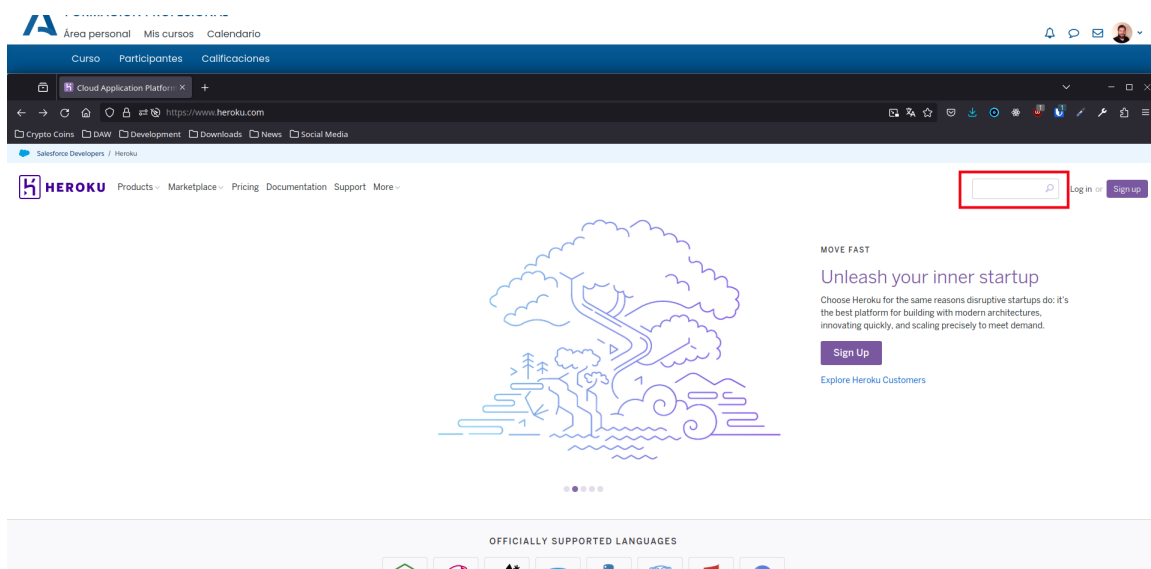 FORMACIÓN PROFESIONAL
Área personal Mis cursos Calendario
Curso Participantes Calificaciones
Cloud Application Platform
https://www.heroku.com
Crypto Coins DAW Development Downloads News Social Media
Salesforce Developers / Heroku
HEROKU Products Marketplace Pricing Documentation Support More Log in or Sign up
MOVE FAST
Unleash your inner startup
Choose Heroku for the same reasons disruptive startups do: it's
the best platform for building with modern architectures,
innovating quickly, and scaling precisely to meet demand.
Sign Up
Explore Heroku Customers
OFFICIALLY SUPPORTED LANGUAGES